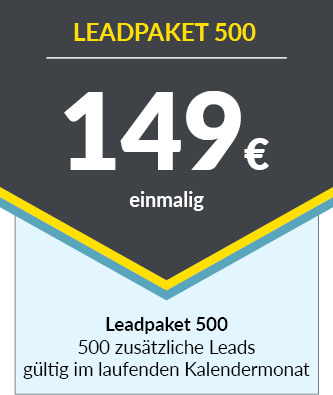 LEADPAKET 500
149€
einmalig
Leadpaket 500
500 zusätzliche Leads
gültig im laufenden Kalendermonat